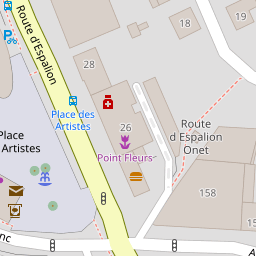 18
19
Route d'Espalion
28
Place des
Artistes
26
Point Fleurs
Route
d Espalion
Onet
Place
Artistes
158
nc
A